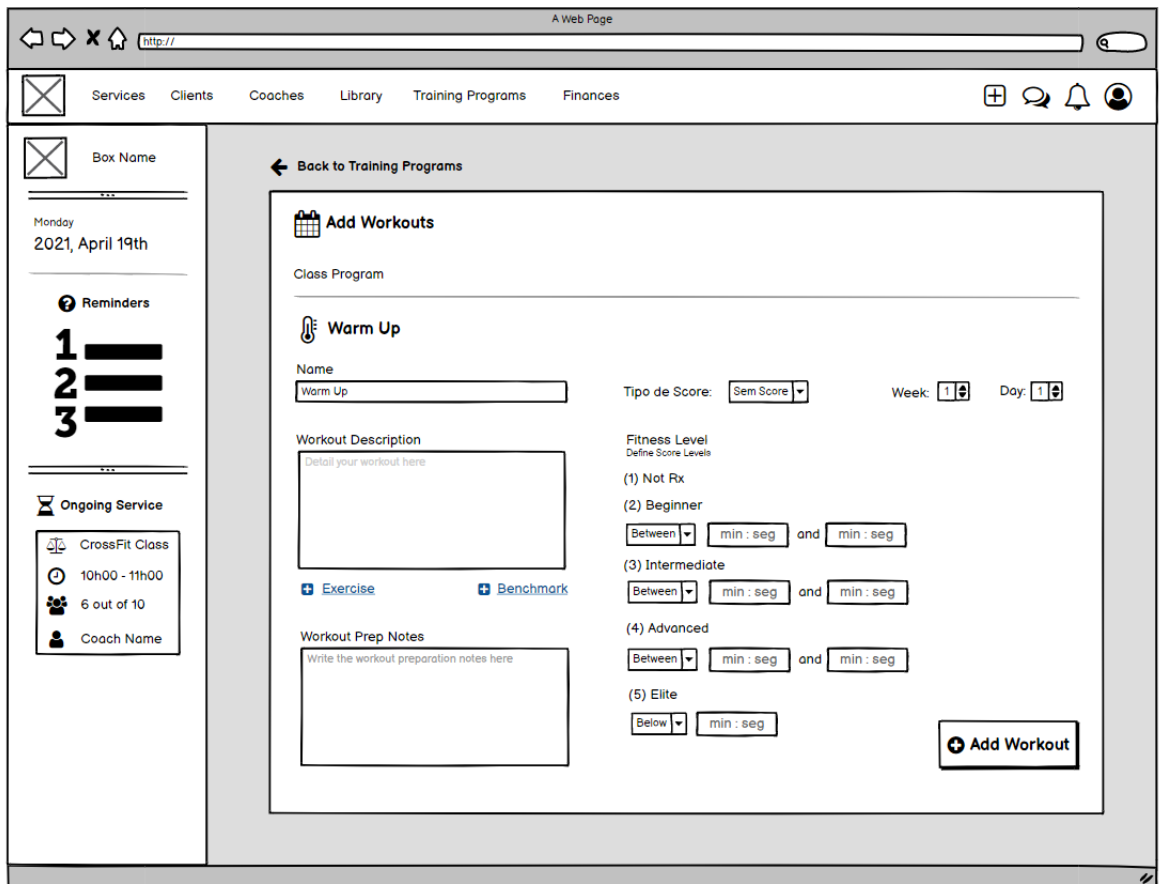 A Web Page
http://
Services Clients Coaches Library Training Programs Finances
Box Name
Monday
2021, April 19th
Reminders
1
2
3
Ongoing Service
CrossFit Class
10h00 - 11h00
6 out of 10
Coach Name
Back to Training Programs
Add Workouts
Class Program
Warm Up
Name
Warm Up
Tipo de Score: Sem Score Week: 1 Day: 1
Workout Description
Detail your workout here
Exercise Benchmark
Workout Prep Notes
Write the workout preparation notes here
Fitness Level
Define Score Levels
(1) Not Rx
(2) Beginner
Between min : seg and min : seg
(3) Intermediate
Between min : seg and min : seg
(4) Advanced
Between min : seg and min : seg
(5) Elite
Below min : seg
Add Workout